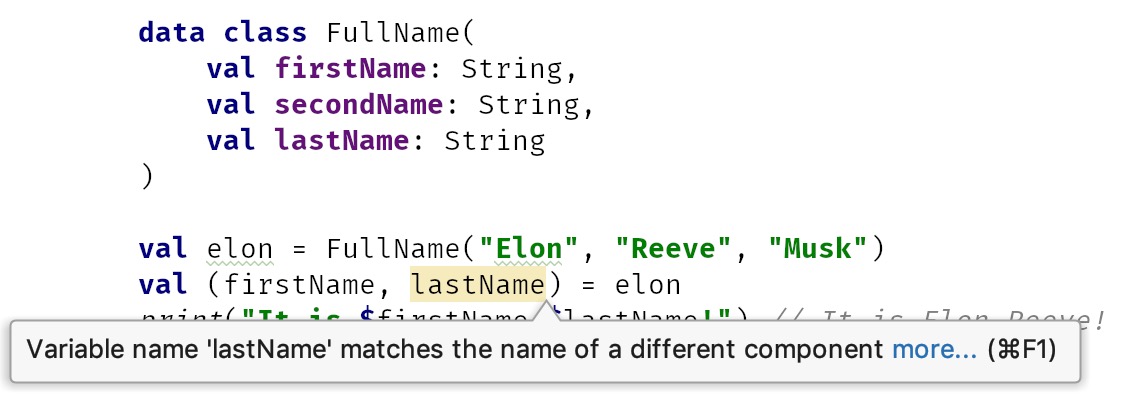 data class FullName(
    val firstName: String,
    val secondName: String,
    val lastName: String
)
val elon = FullName("Elon", "Reeve", "Musk")
val (firstName, lastName) = elon
print("It is $firstName $lastName!") // It is Elon Reeve!
Variable name 'lastName' matches the name of a different component more... (⌘F1)